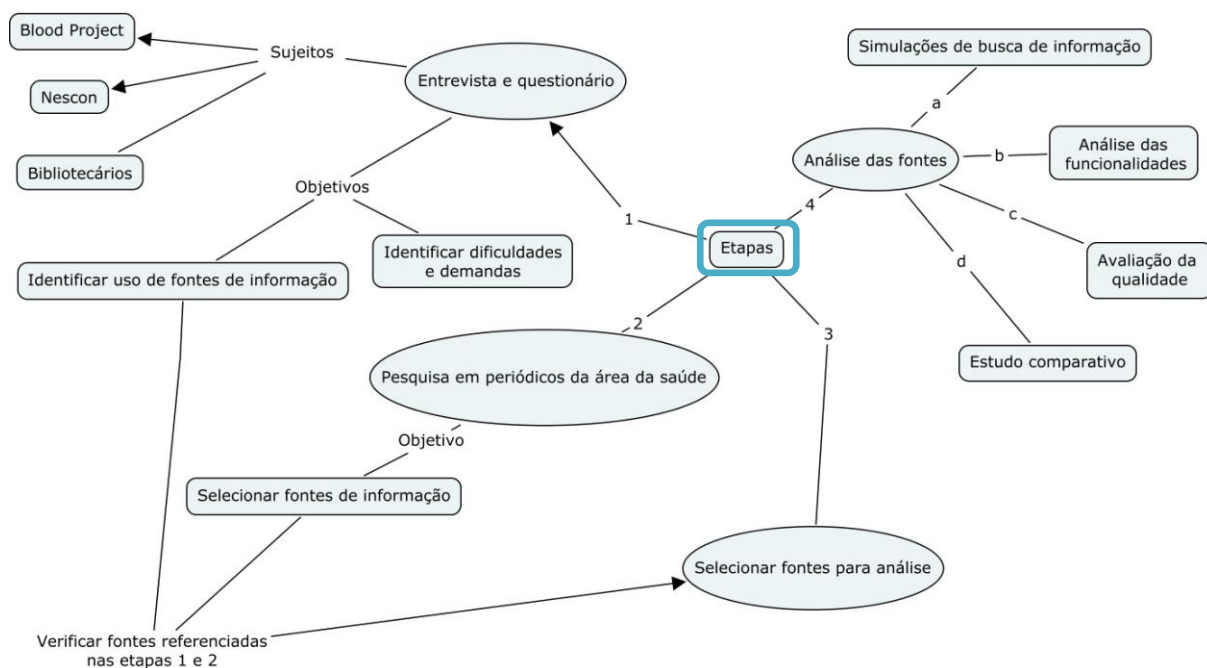 Blood Project
Sujeitos
Nescon
Bibliotecários
Entrevista e questionário
Objetivos
Identificar uso de fontes de informação
Identificar dificuldades
e demandas
1
Etapas
4
Análise das fontes
a
Simulações de busca de informação
b
Análise das
funcionalidades
c
Avaliação da
qualidade
d
Estudo comparativo
2
Pesquisa em periódicos da área da saúde
Objetivo
Selecionar fontes de informação
3
Selecionar fontes para análise
Verificar fontes referenciadas
nas etapas 1 e 2